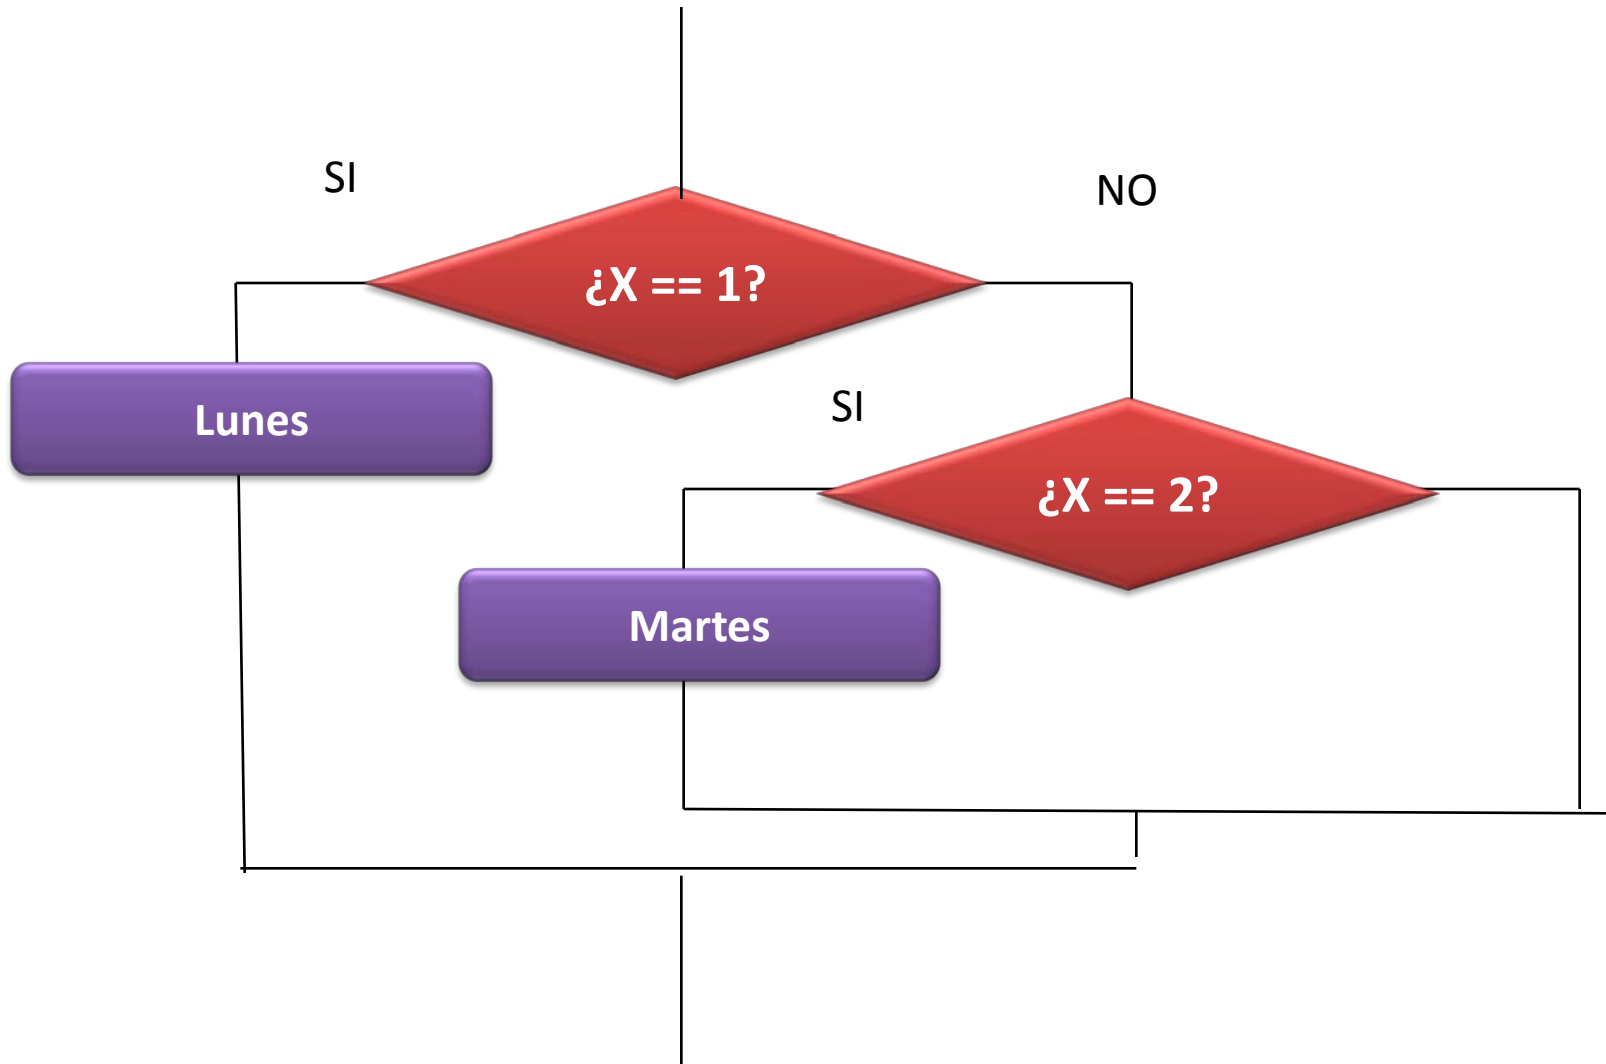 SI
NO
¿X == 1?
Lunes
SI
¿X == 2?
Martes